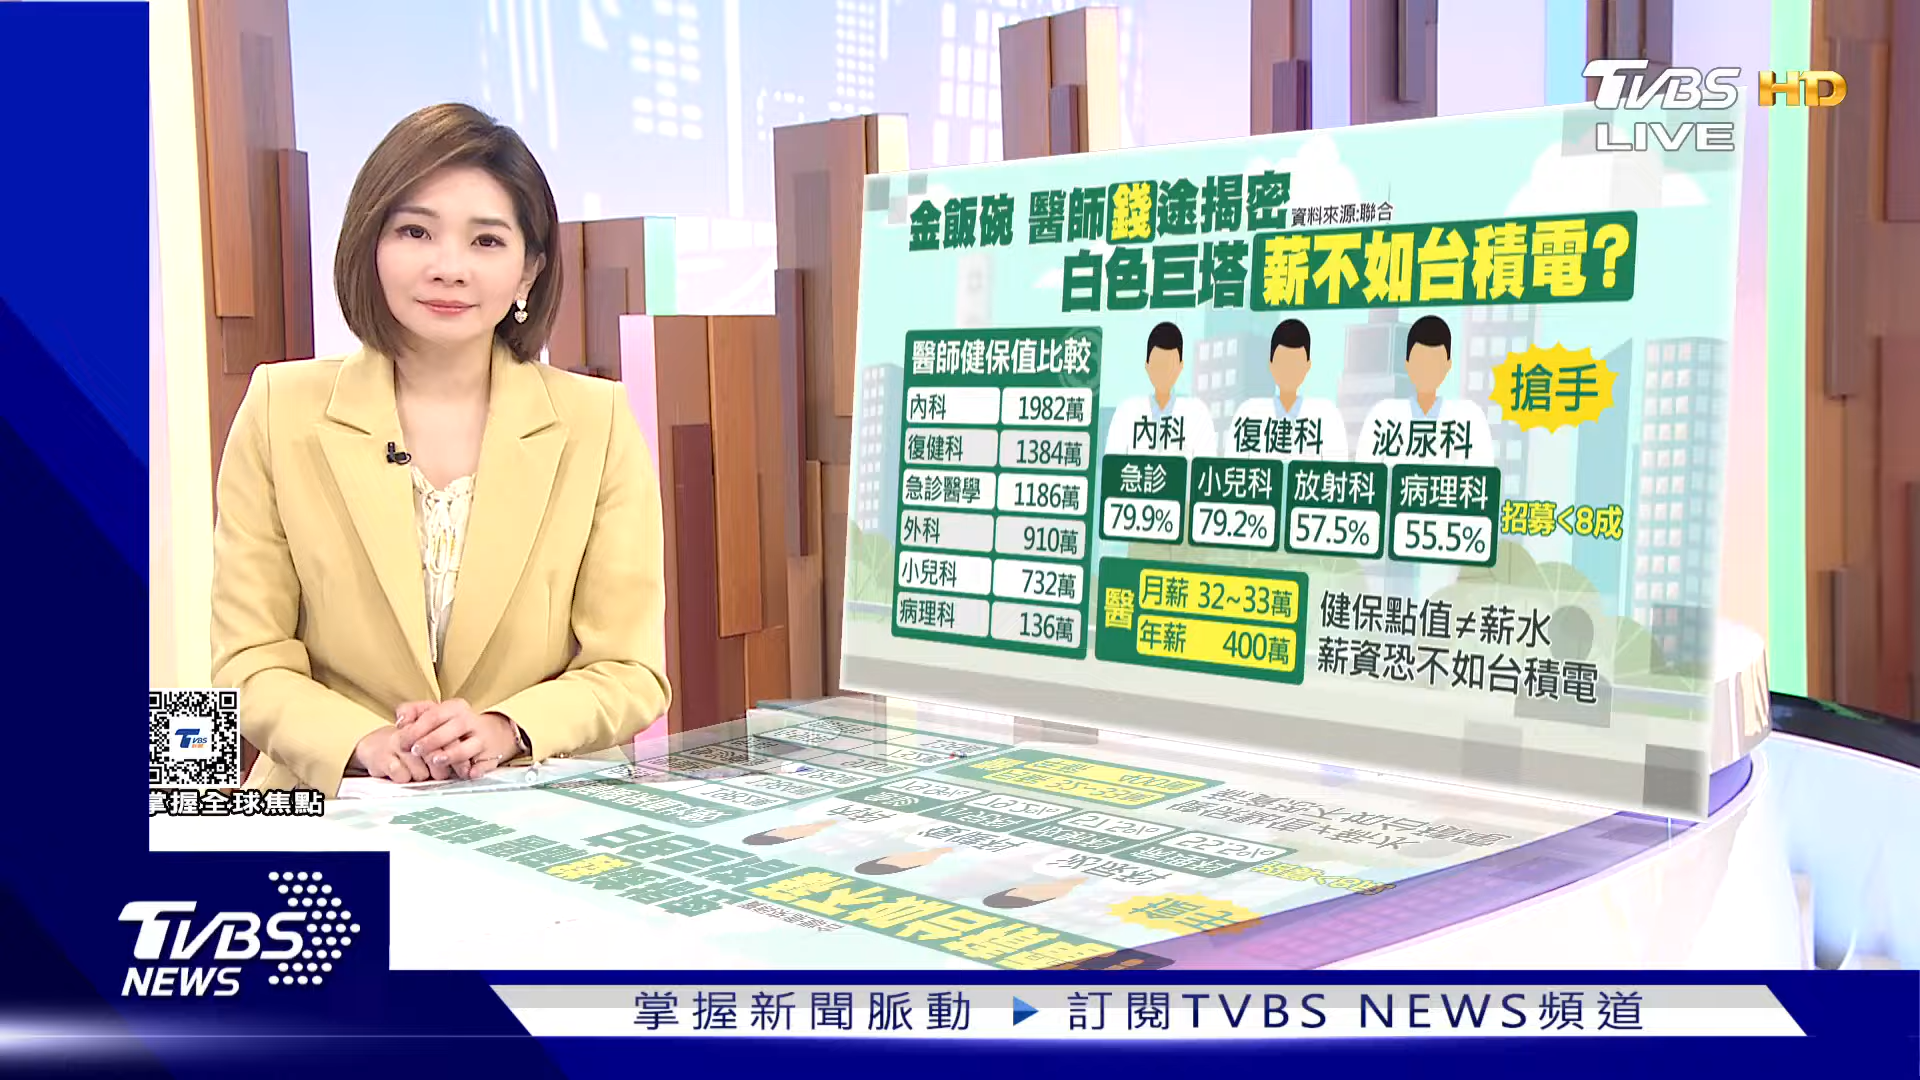 TVBS HD
LIVE
金飯碗 醫師錢途揭密
資料來源:聯合
白色巨塔 薪不如台積電?
醫師健保值比較
內科 1982萬
復健科 1384萬
急診醫學 1186萬
外科 910萬
小兒科 732萬
病理科 136萬
搶手
內科 復健科 泌尿科
急診 小兒科 放射科 病理科
79.9% 79.2% 57.5% 55.5%
招募<8成
醫
月薪 32~33萬
年薪 400萬
健保點值≠薪水
薪資恐不如台積電
TVBS
掌握全球焦點
TVBS
NEWS
掌握新聞脈動 訂閱TVBS NEWS頻道